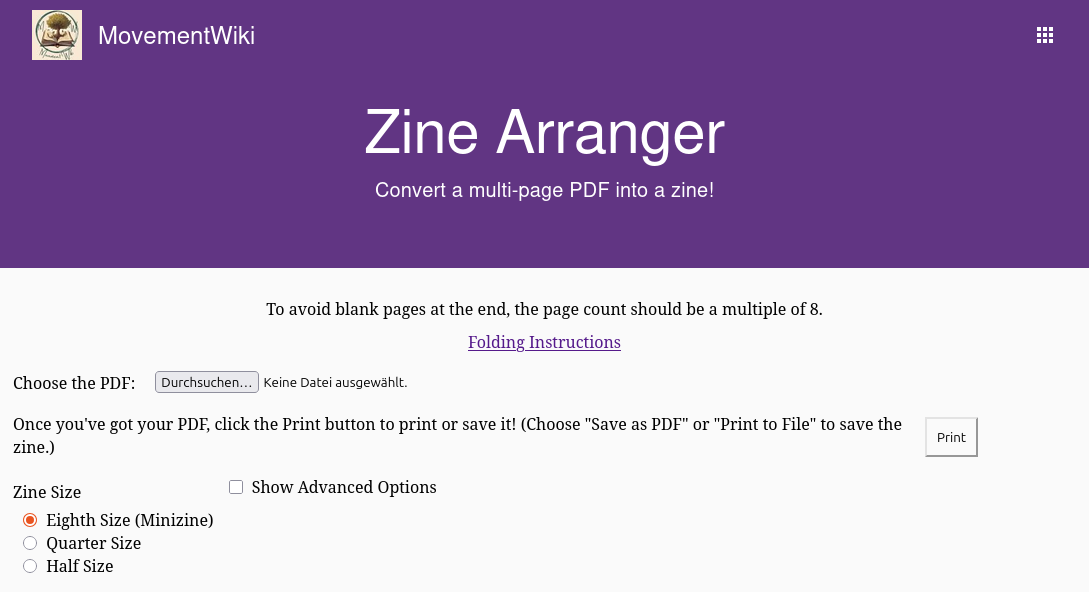 MovementWiki
Zine Arranger
Convert a multi-page PDF into a zine!
To avoid blank pages at the end, the page count should be a multiple of 8.
Folding Instructions
Choose the PDF: Durchsuchen… Keine Datei ausgewählt.
Once you've got your PDF, click the Print button to print or save it! (Choose "Save as PDF" or "Print to File" to save the
zine.)
Print
Zine Size
Show Advanced Options
Eighth Size (Minizine)
Quarter Size
Half Size